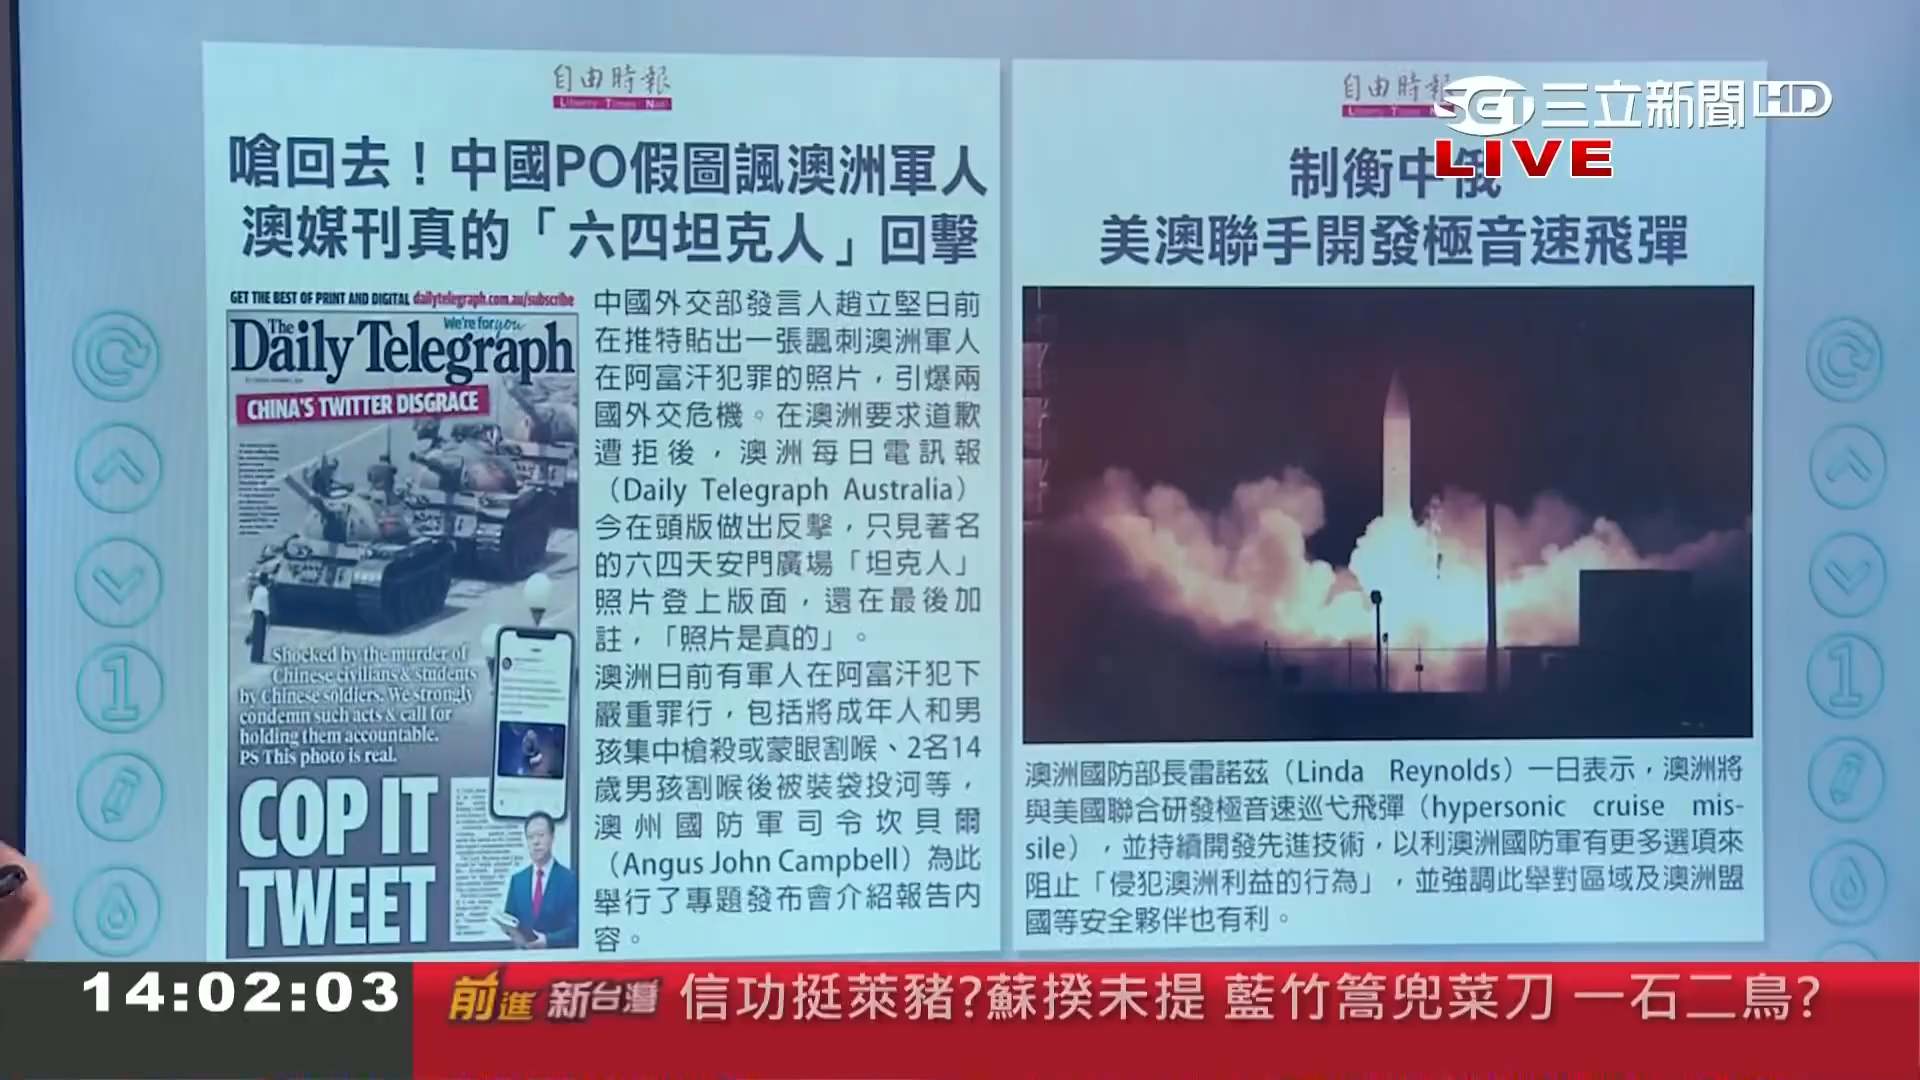 自由時報
Liberty Times Net
嗆回去！中國PO假圖諷澳洲軍人
澳媒刊真的「六四坦克人」回擊
GET THE BEST OF PRINT AND DIGITAL dailytelegraph.com.au/subscribe
We're for you
The Daily Telegraph
CHINA'S TWITTER DISGRACE
Shocked by the murder of
Chinese civilians & students
by Chinese soldiers. We strongly
condemn such acts & call for
holding them accountable.
PS This photo is real.
COP IT
TWEET
中國外交部發言人趙立堅日前
在推特貼出一張諷刺澳洲軍人
在阿富汗犯罪的照片，引爆兩
國外交危機。在澳洲要求道歉
遭拒後，澳洲每日電訊報
（Daily Telegraph Australia）
今在頭版做出反擊，只見著名
的六四天安門廣場「坦克人」
照片登上版面，還在最後加
註，「照片是真的」。
澳洲日前有軍人在阿富汗犯下
嚴重罪行，包括將成年人和男
孩集中槍殺或蒙眼割喉、2名14
歲男孩割喉後被裝袋投河等，
澳州國防軍司令坎貝爾
（Angus John Campbell）為此
舉行了專題發布會介紹報告内
容。
自由時報
SET三立新聞HD
LIVE
制衡中俄
美澳聯手開發極音速飛彈
澳洲國防部長雷諾茲（Linda Reynolds）一日表示，澳洲將
與美國聯合研發極音速巡弋飛彈（hypersonic cruise mis-
sile），並持續開發先進技術，以利澳洲國防軍有更多選項來
阻止「侵犯澳洲利益的行為」，並強調此舉對區域及澳洲盟
國等安全夥伴也有利。
1
1
14:02:03
前進新台灣
信功挺萊豬?蘇揆未提 藍竹篙兜菜刀 一石二鳥?